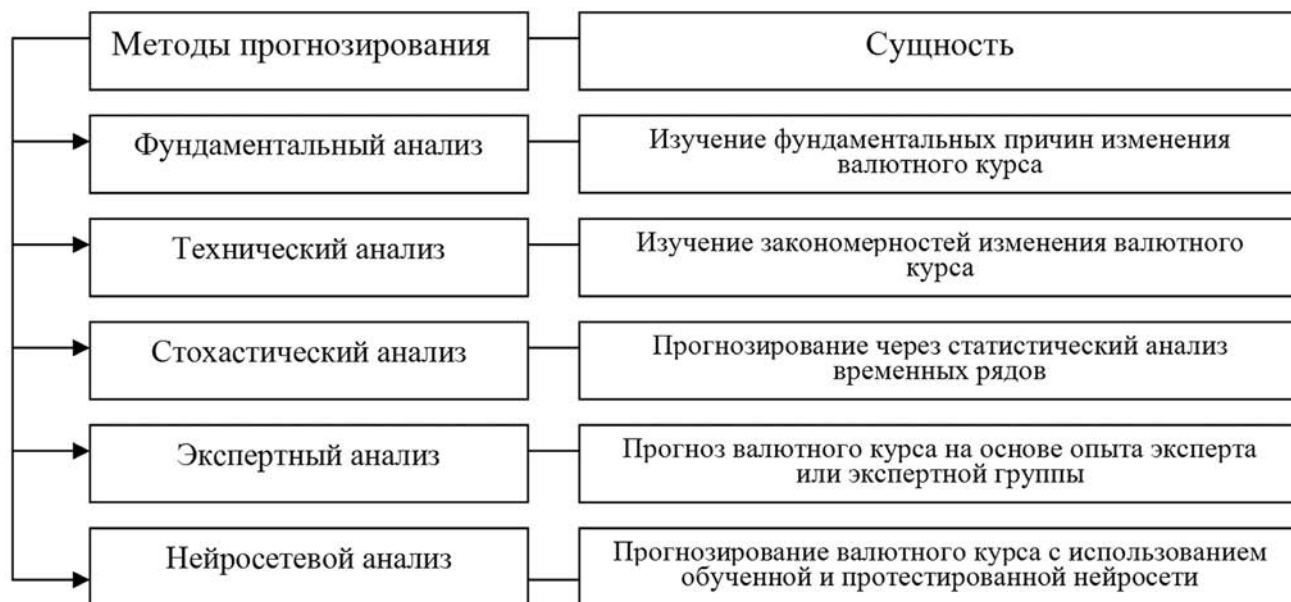 Методы прогнозирования
Сущность
Фундаментальный анализ
Изучение фундаментальных причин изменения
валютного курса
Технический анализ
Изучение закономерностей изменения валютного
курса
Стохастический анализ
Прогнозирование через статистический анализ
временных рядов
Экспертный анализ
Прогноз валютного курса на основе опыта эксперта
или экспертной группы
Нейросетевой анализ
Прогнозирование валютного курса с использованием
обученной и протестированной нейросети